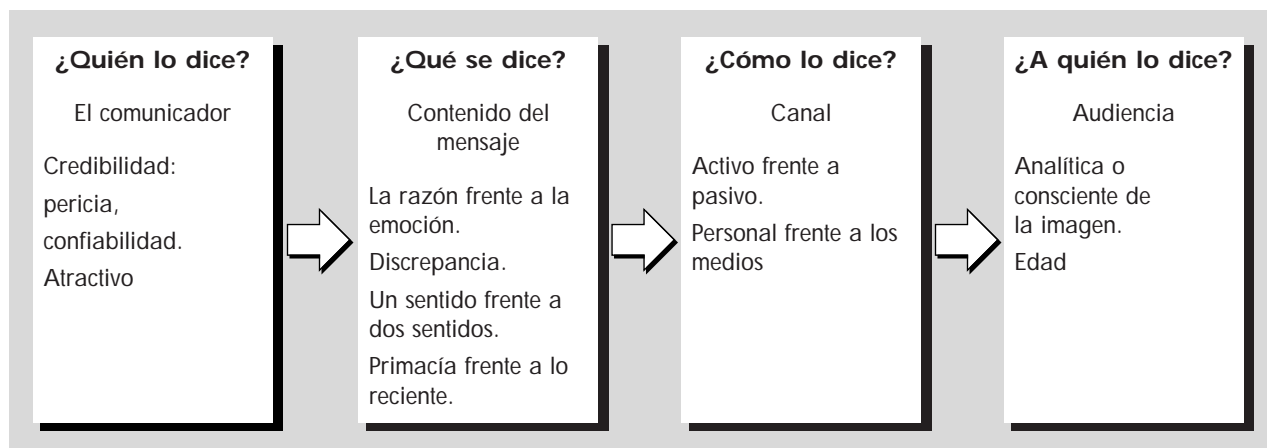 ¿Quién lo dice?
El comunicador
Credibilidad:
pericia,
confiabilidad.
Atractivo
¿Qué se dice?
Contenido del
mensaje
La razón frente a la
emoción.
Discrepancia.
Un sentido frente a
dos sentidos.
Primacía frente a lo
reciente.
¿Cómo lo dice?
Canal
Activo frente a
pasivo.
Personal frente a los
medios
¿A quién lo dice?
Audiencia
Analítica o
consciente de
la imagen.
Edad